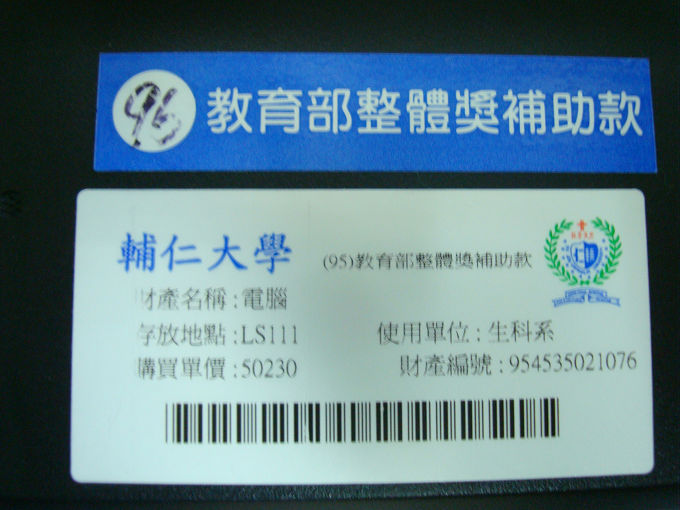 95 教育部整體獎補助款
輔仁大學 (95)教育部整體獎補助款
財產名稱:電腦
存放地點:LS111 使用單位:生科系
購買單價:50230 財產編號:954535021076